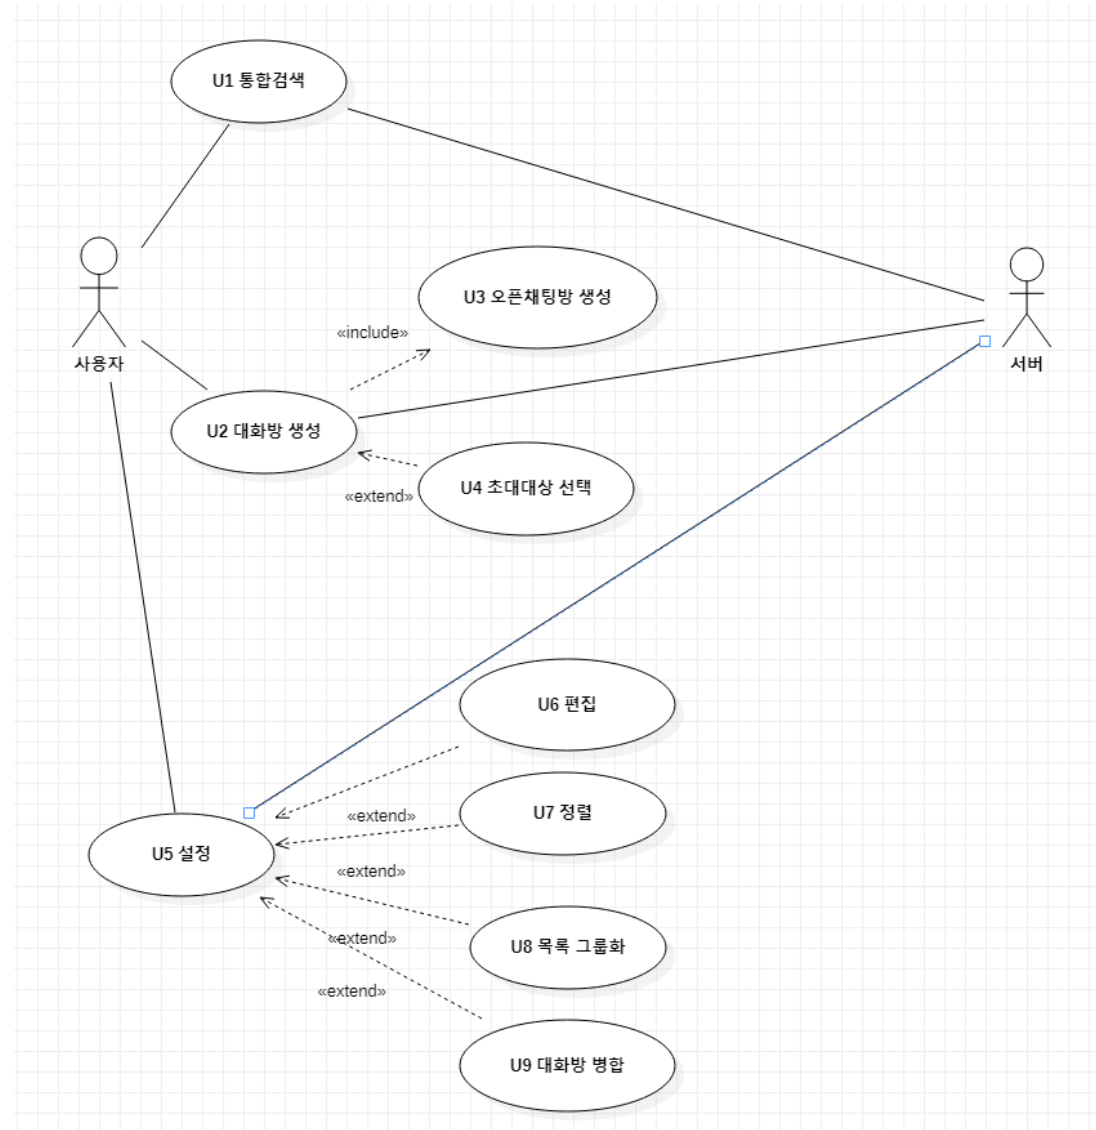 U1 통합검색
U3 오픈채팅방 생성
«include»
사용자
서버
U2 대화방 생성
U4 초대대상 선택
«extend»
U6 편집
U7 정렬
«extend»
U5 설정
«extend»
«extend»
U8 목록 그룹화
«extend»
U9 대화방 병합